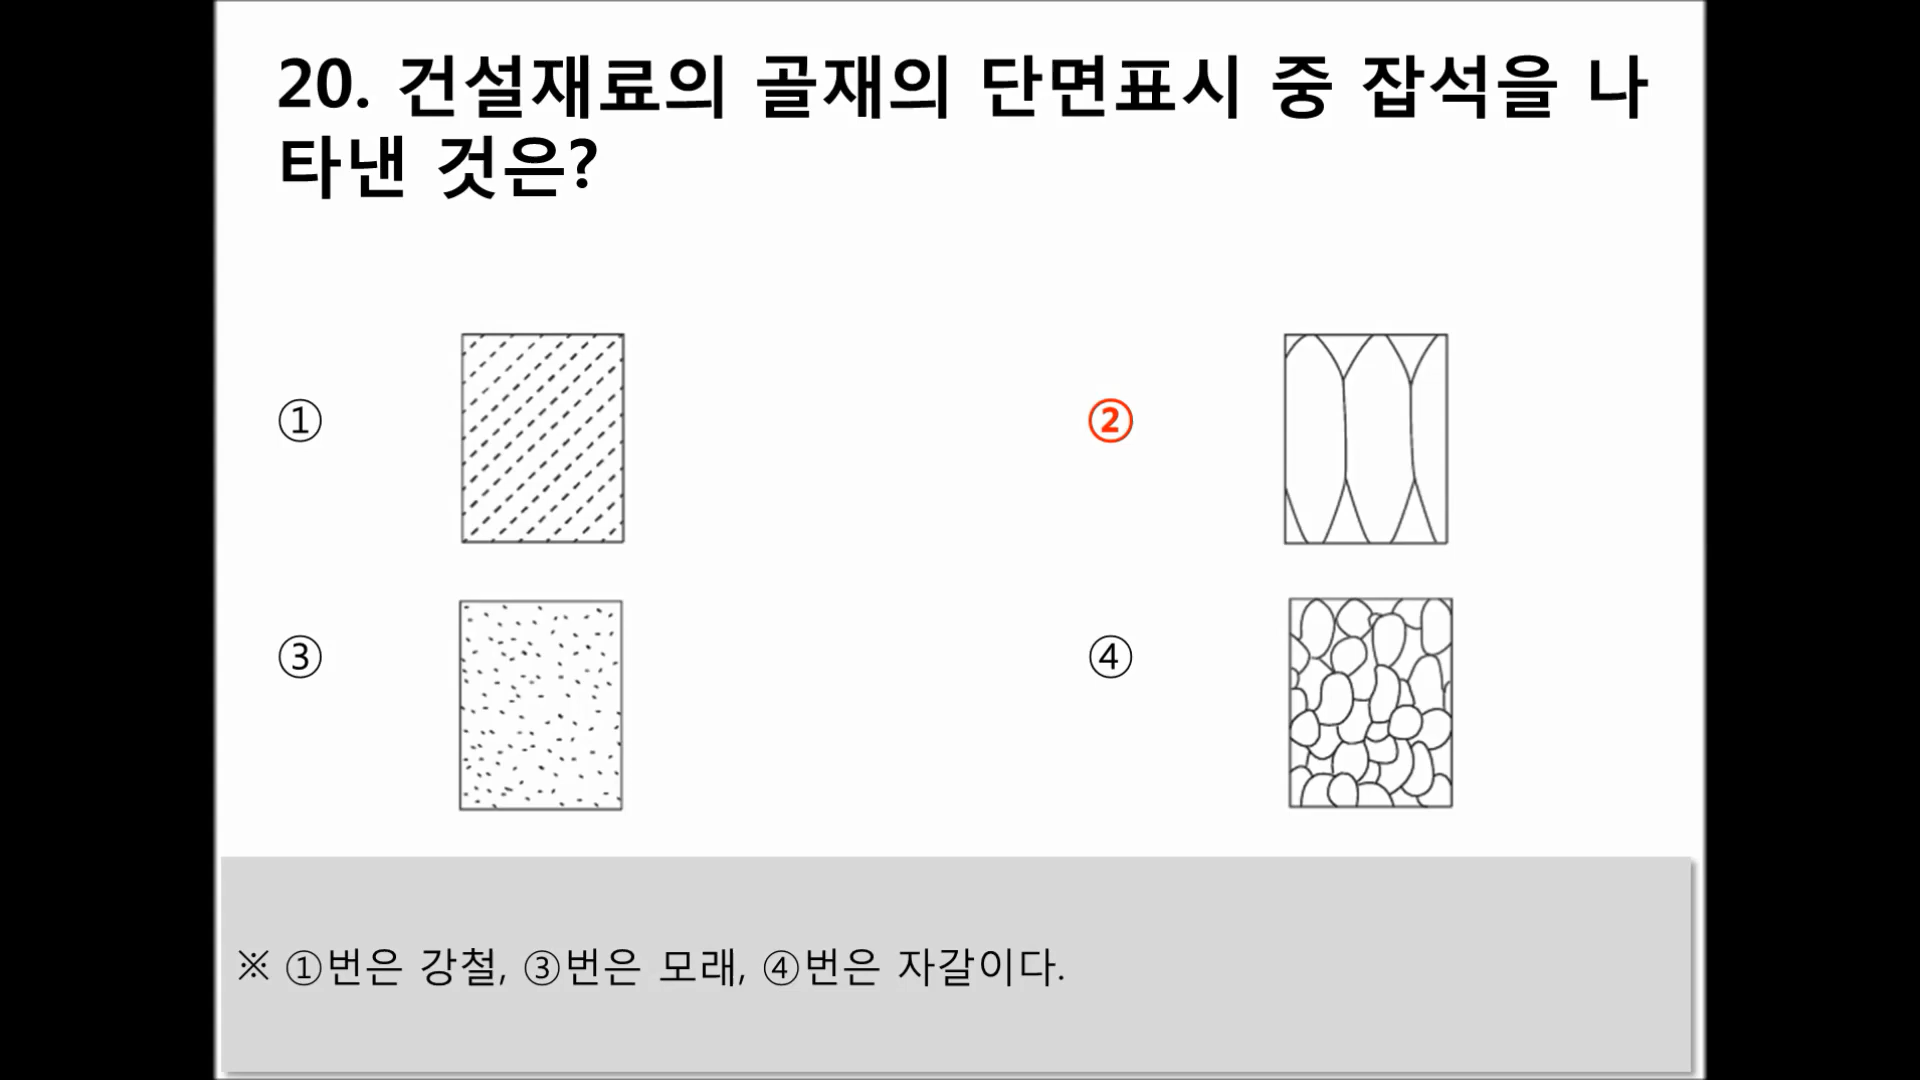 20. 건설재료의 골재의 단면표시 중 잡석을 나
타낸 것은?
①
②
③
④
※ ①번은 강철, ③번은 모래, ④번은 자갈이다.